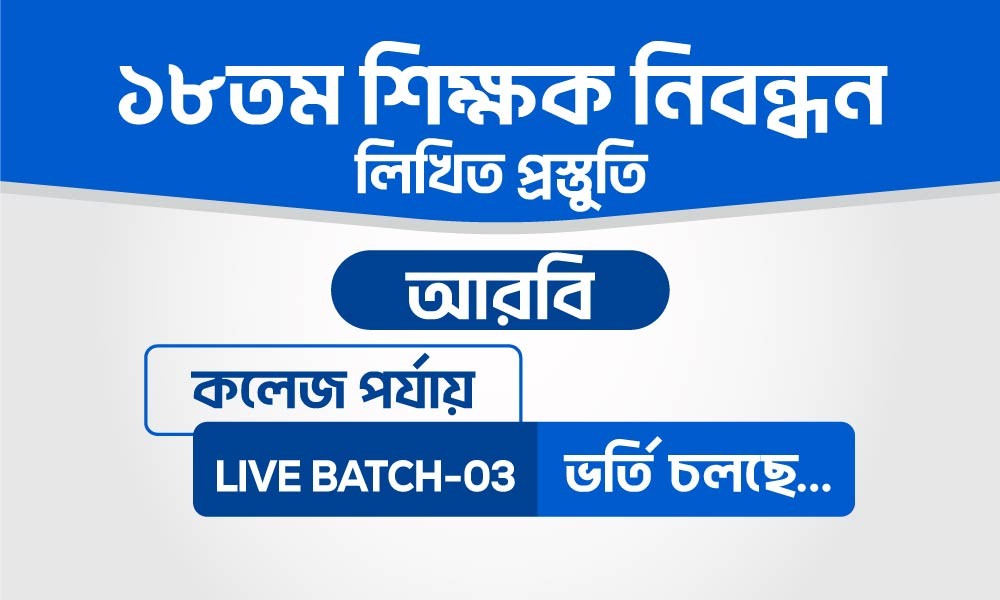 ১৮তম শিক্ষক নিবন্ধন
লিখিত প্রস্তুতি
আরবি
কলেজ পর্যায়
LIVE BATCH-03 ভর্তি চলছে...